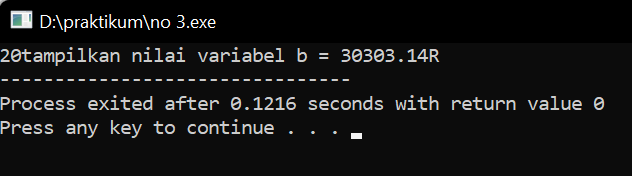 D:\praktikum\no 3.exe
20tampilkan nilai variabel b = 30303.14R
--------------------------------
Process exited after 0.1216 seconds with return value 0
Press any key to continue . . .